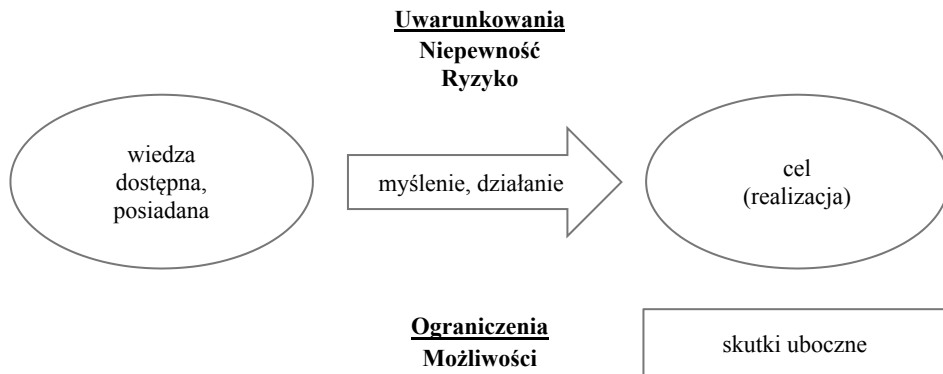 Uwarunkowania
Niepewność
Ryzyko
wiedza
dostępna,
posiadana
myślenie, działanie
cel
(realizacja)
Ograniczenia
Możliwości
skutki uboczne